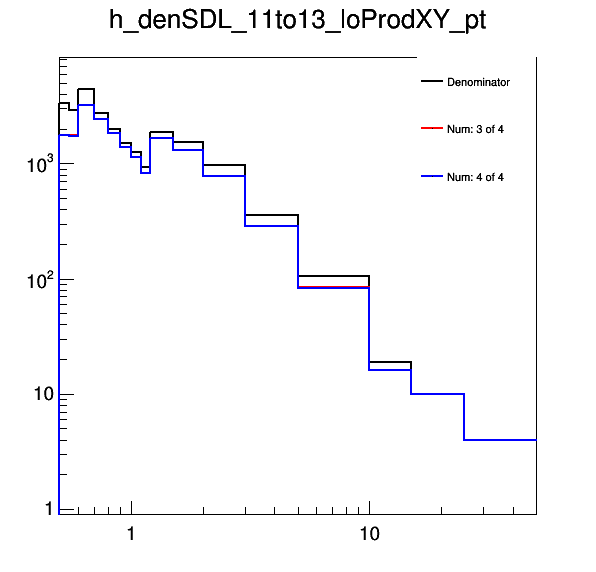 h_denSDL_11to13_loProdXY_pt
Denominator
Num: 3 of 4
Num: 4 of 4
10³
10²
10
1
1 10